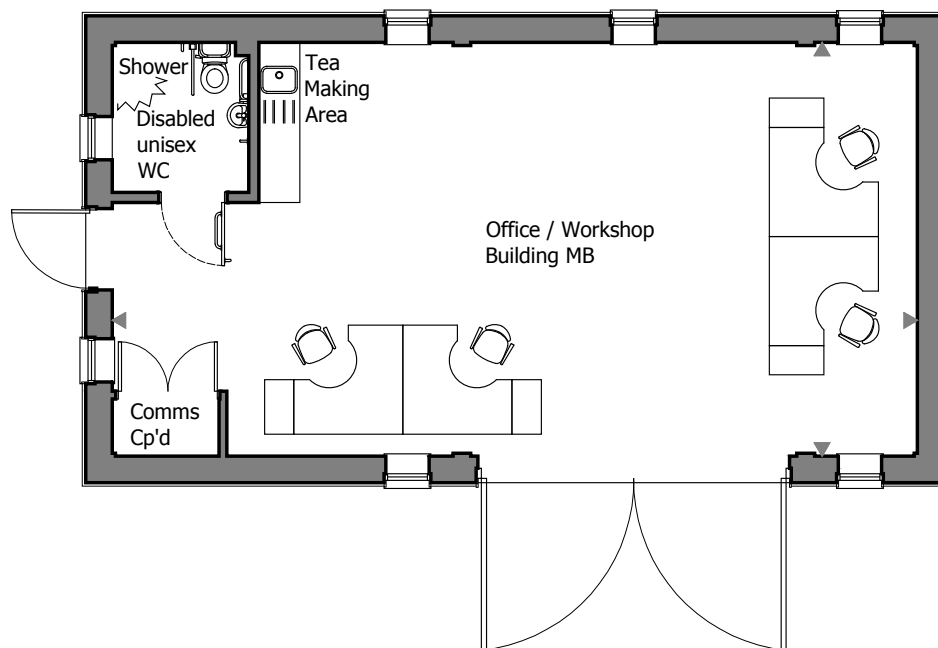 Shower
Disabled
unisex
WC
Tea
Making
Area
Office / Workshop
Building MB
Comms
Cp'd